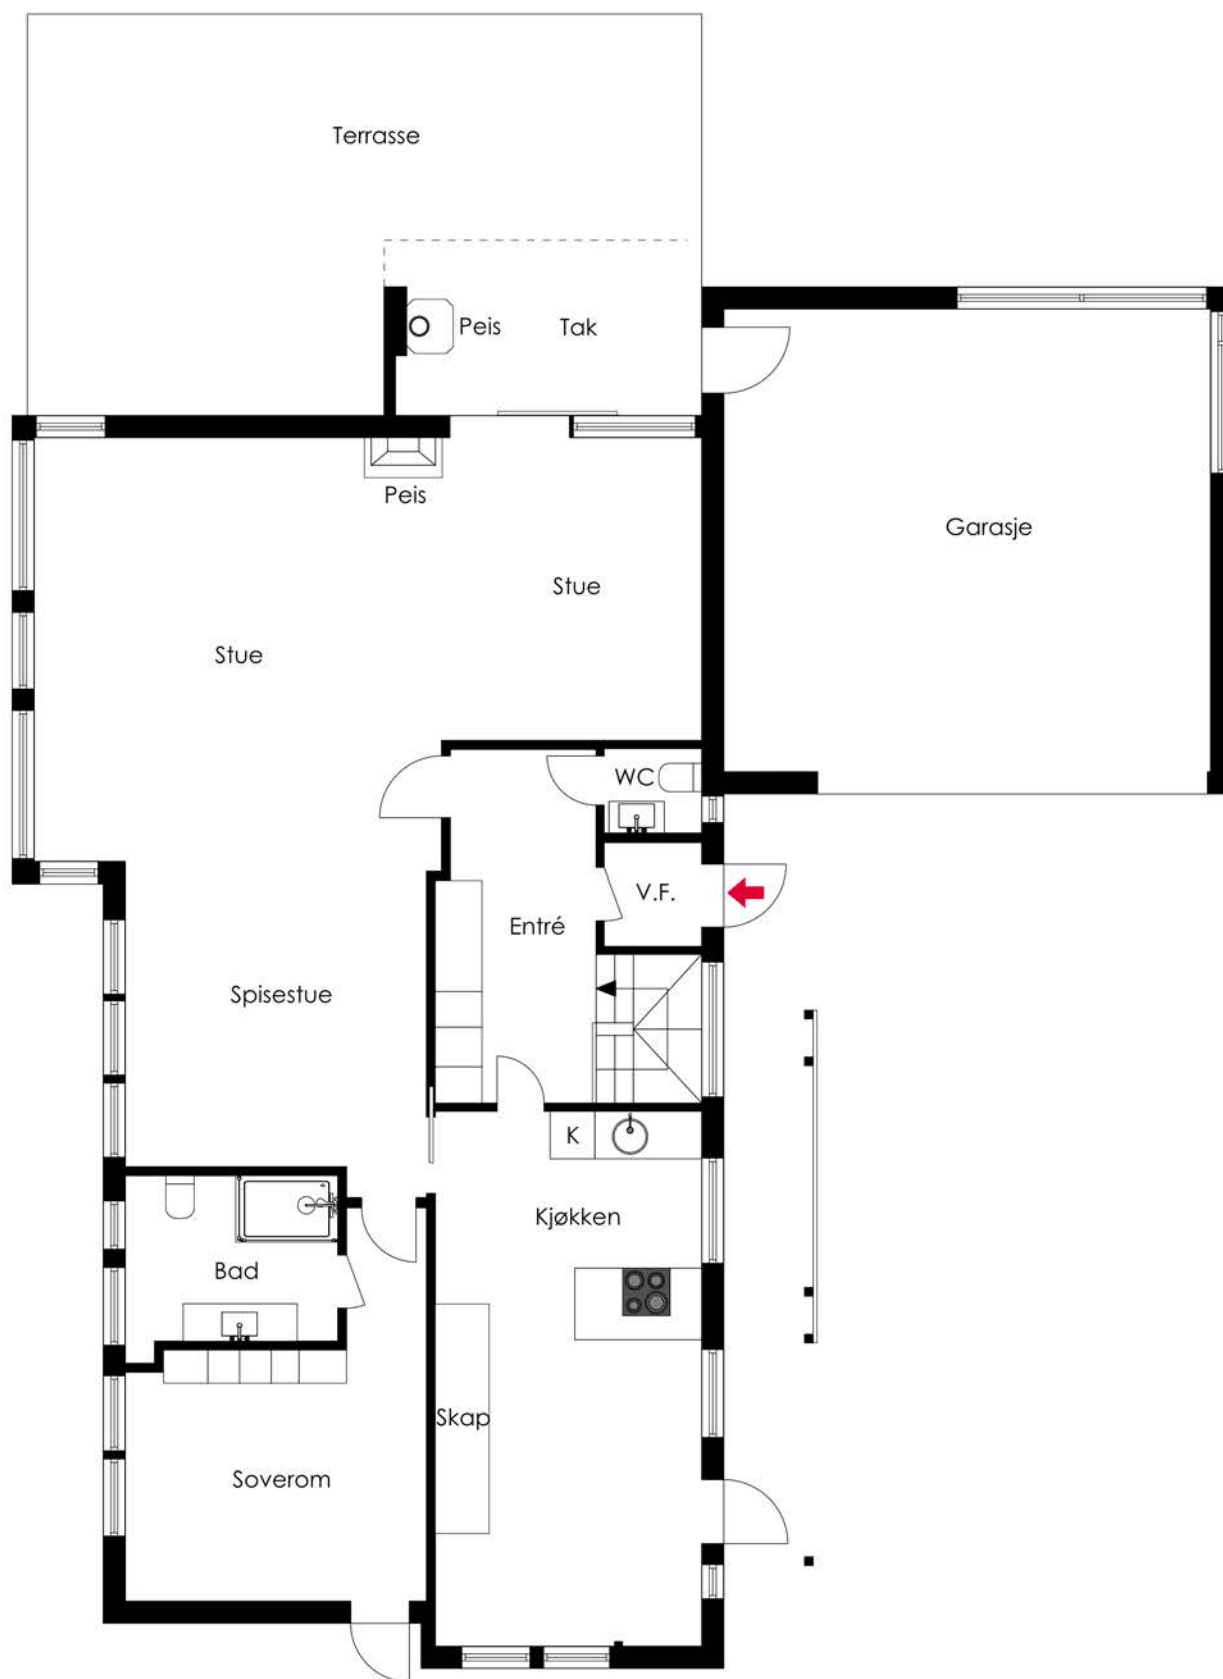 Terrasse
Peis
Tak
Peis
Garasje
Stue
Stue
WC
V.F.
Entré
Spisestue
K
Kjøkken
Bad
Skap
Soverom